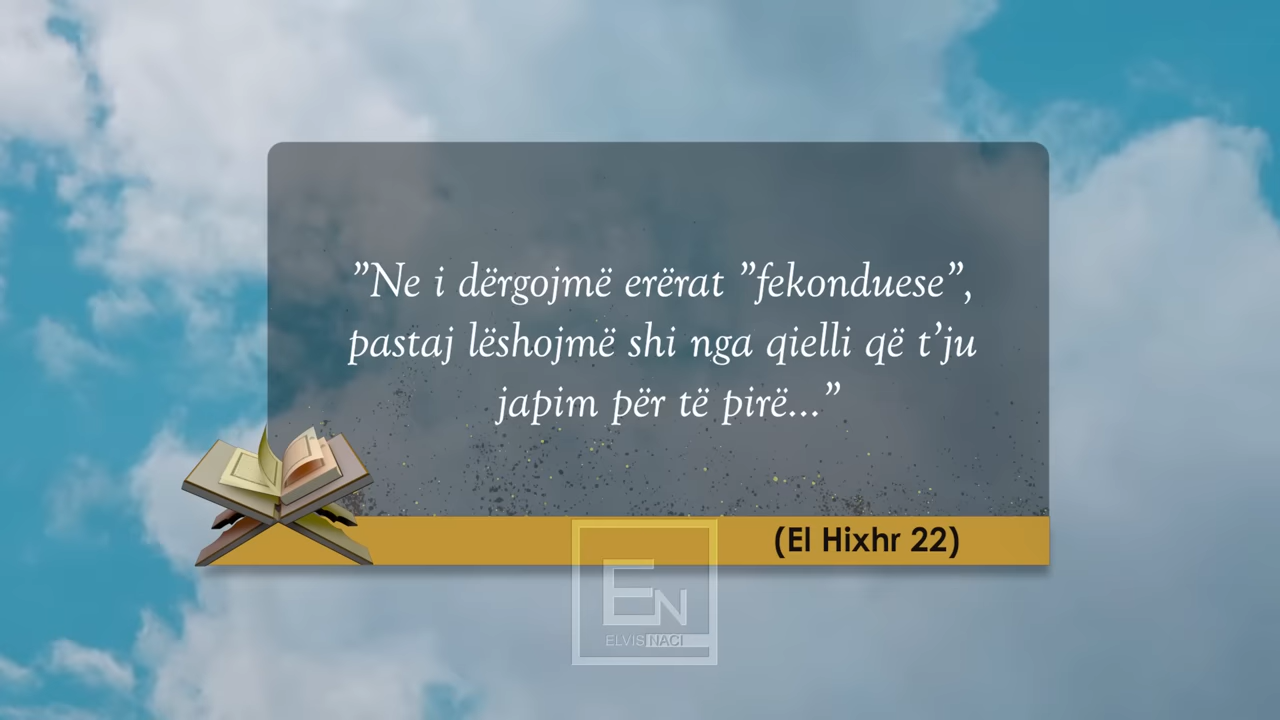 ”Ne i dërgojmë erërat ”fekonduese”,
pastaj lëshojmë shi nga qielli që t’ju
japim për të pirë...”
(El Hixhr 22)
EN
ELVIS NACI